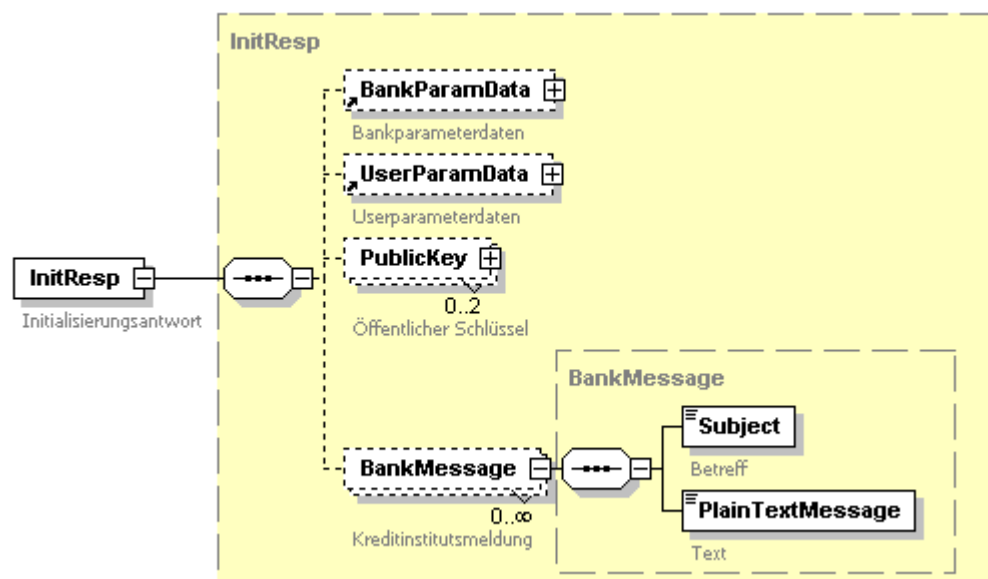 InitResp
BankParamData
Bankparameterdaten
UserParamData
Userparameterdaten
PublicKey
0..2
Öffentlicher Schlüssel
InitResp
Initialisierungsantwort
BankMessage
Subject
Betreff
BankMessage
0..∞
Kreditinstitutsmeldung
PlainTextMessage
Text